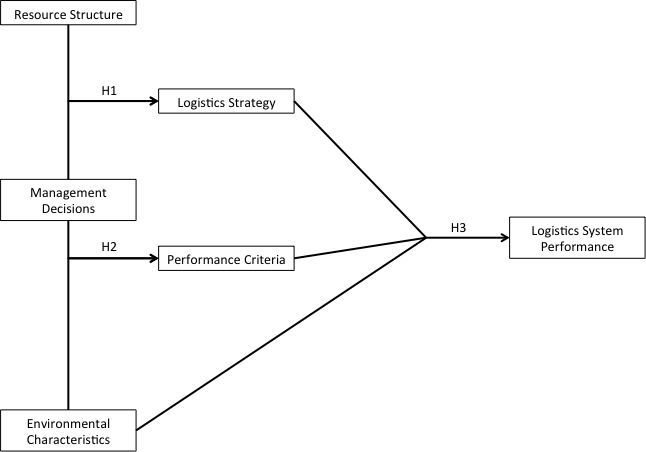 Resource Structure
H1
Logistics Strategy
Management
Decisions
H2
Performance Criteria
H3
Logistics System
Performance
Environmental
Characteristics